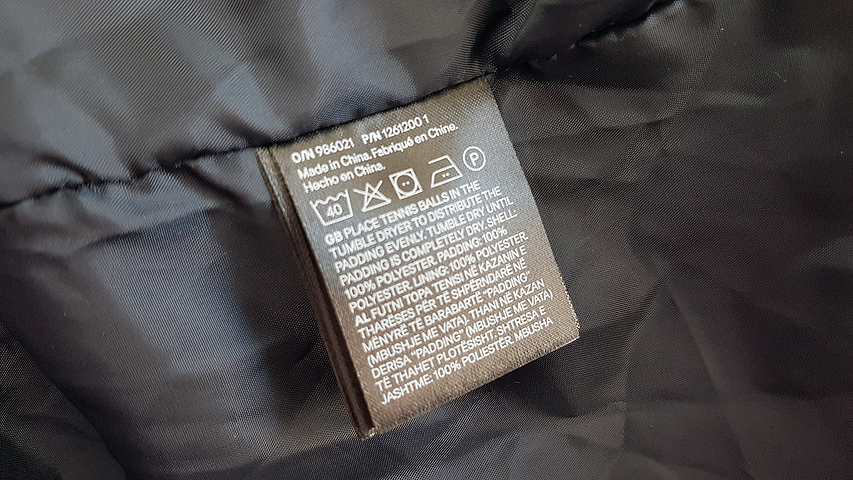 O/N 986021 P/N 1261200 1
Made in China. Fabriqué en Chine.
Hecho en China.
40 P
GB PLACE TENNIS BALLS IN THE
TUMBLE DRYER TO DISTRIBUTE THE
PADDING EVENLY. TUMBLE DRY UNTIL
PADDING IS COMPLETELY DRY. SHELL:
100% POLYESTER. PADDING: 100%
POLYESTER. LINING: 100% POLYESTER.
AL FUTNI TOPA TENISI NË KAZANIN E
THARËSES PËR TË SHPËRNDARË NË
MËNYRË TË BARABARTË "PADDING"
(MBUSHJE ME VATA). THANI NË KAZAN
DERISA "PADDING" (MBUSHJE ME VATA)
TË THAHET PLOTËSISHT. SHTRESA E
JASHTME: 100% POLIESTËR. MBUSHA